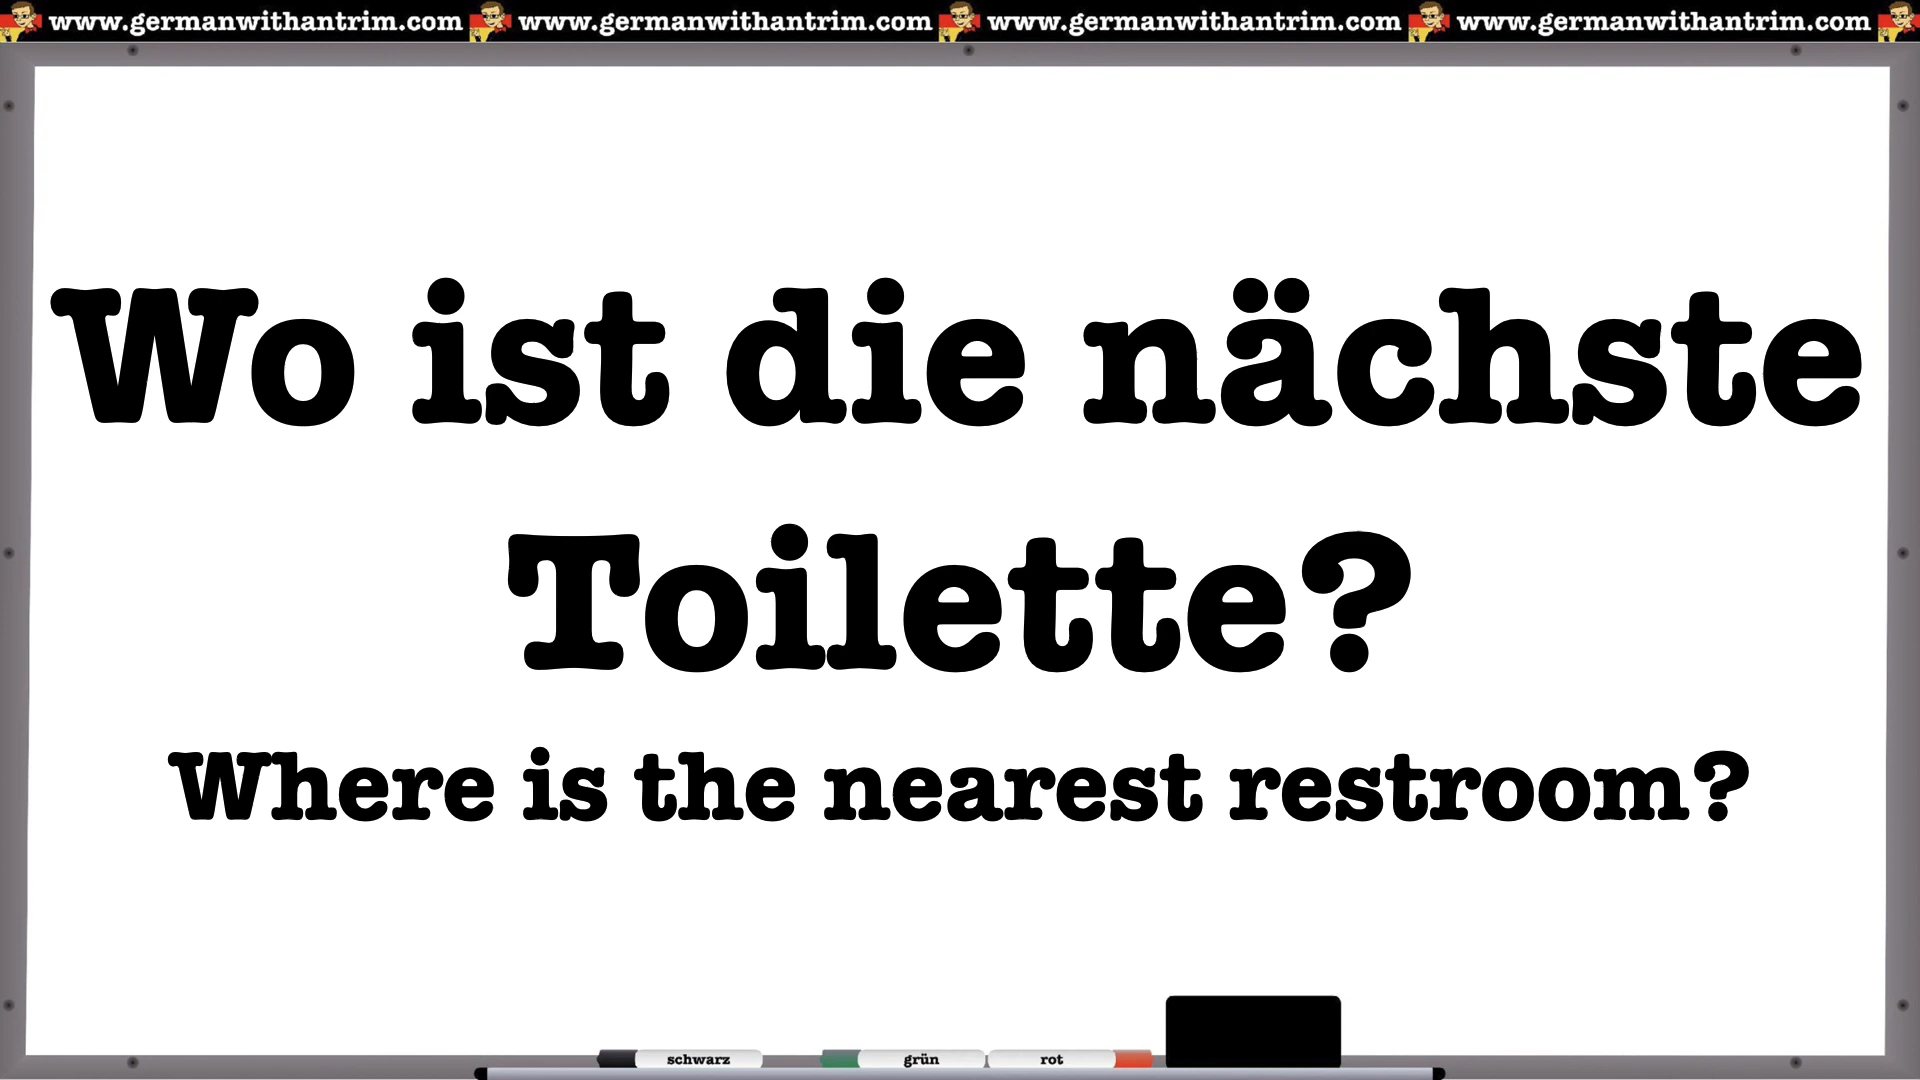 www.germanwithantrim.com www.germanwithantrim.com www.germanwithantrim.com www.germanwithantrim.com
Wo ist die nächste
Toilette?
Where is the nearest restroom?
schwarz grün rot